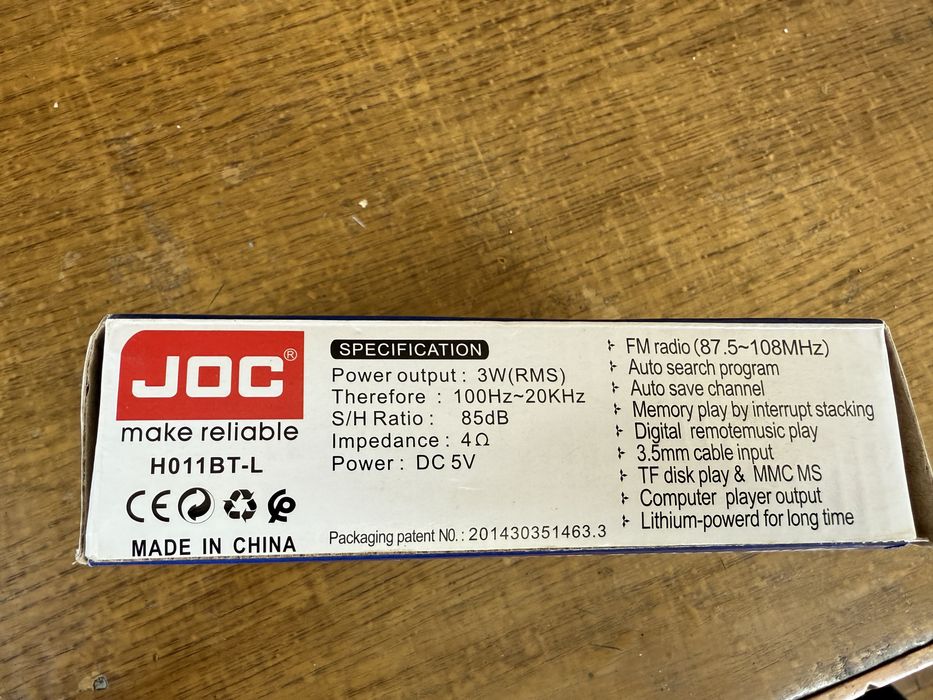 JOC®
make reliable
H011BT-L
CE
MADE IN CHINA
SPECIFICATION
Power output : 3W(RMS)
Therefore : 100Hz~20KHz
S/H Ratio : 85dB
Impedance : 4Ω
Power : DC 5V
Packaging patent N0. : 201430351463.3
FM radio (87.5~108MHz)
Auto search program
Auto save channel
Memory play by interrupt stacking
Digital remotemusic play
3.5mm cable input
TF disk play & MMC MS
Computer player output
Lithium-powerd for long time